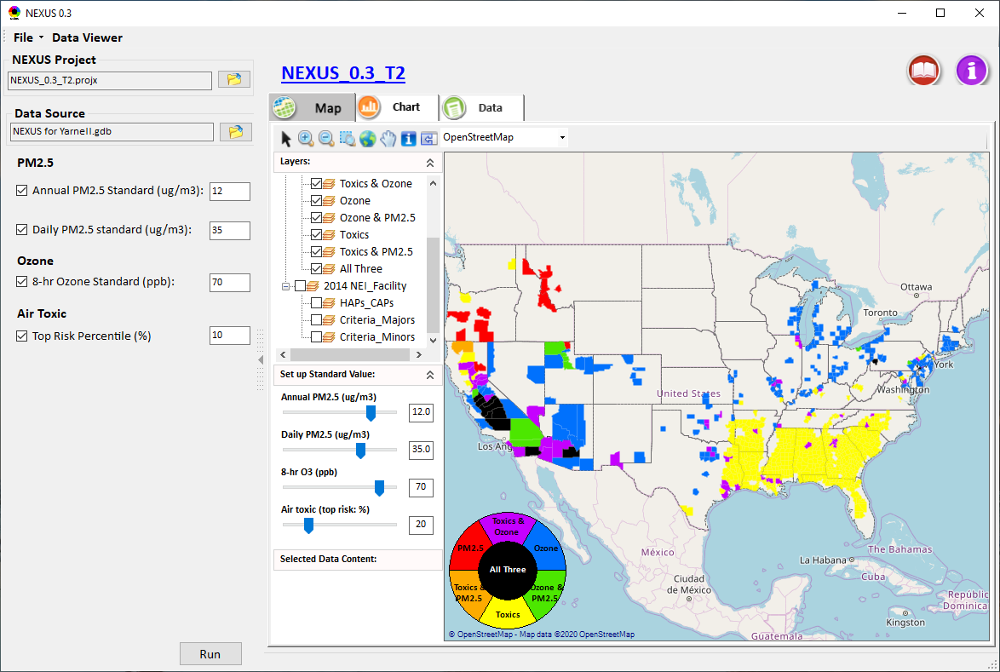 NEXUS 0.3
File Data Viewer
NEXUS Project
NEXUS_0.3_T2.projx
Data Source
NEXUS for Yarnell.gdb
PM2.5
Annual PM2.5 Standard (ug/m3): 12
Daily PM2.5 standard (ug/m3): 35
Ozone
8-hr Ozone Standard (ppb): 70
Air Toxic
Top Risk Percentile (%) 10
Run
NEXUS_0.3_T2
Map Chart Data
OpenStreetMap
Layers:
Toxics & Ozone
Ozone
Ozone & PM2.5
Toxics
Toxics & PM2.5
All Three
2014 NEI_Facility
HAPs_CAPs
Criteria_Majors
Criteria_Minors
Set up Standard Value:
Annual PM2.5 (ug/m3)
12.0
Daily PM2.5 (ug/m3)
35.0
8-hr O3 (ppb)
70
Air toxic (top risk: %)
20
Selected Data Content:
Ottawa
Toronto
New York
Washington
United States
Los Ang
México
Ciudad
de México
La Habana
The Bahamas
Cuba
Repúblic
Dominica
Kingston
Guatemala
Toxics &
Ozone
PM2.5
Ozone
All Three
Toxics &
PM2.5
Ozone &
PM2.5
Toxics
© OpenStreetMap - Map data ©2020 OpenStreetMap